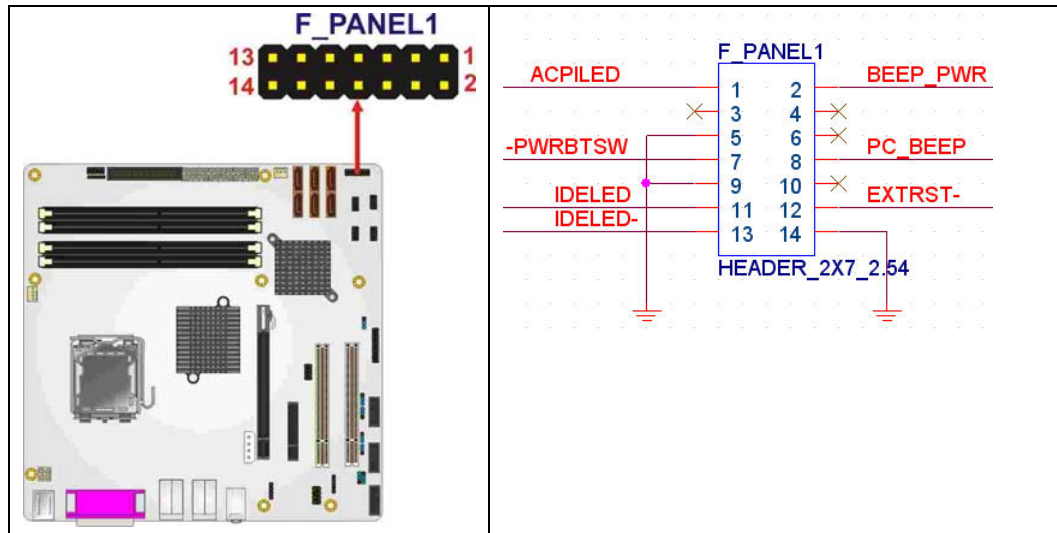 F_PANEL1
13 1
14 2
F_PANEL1
ACPILED 1 2 BEEP_PWR
3 4
5 6
-PWRBTSW 7 8 PC_BEEP
9 10
IDELED 11 12 EXTRST-
IDELED- 13 14
HEADER_2X7_2.54